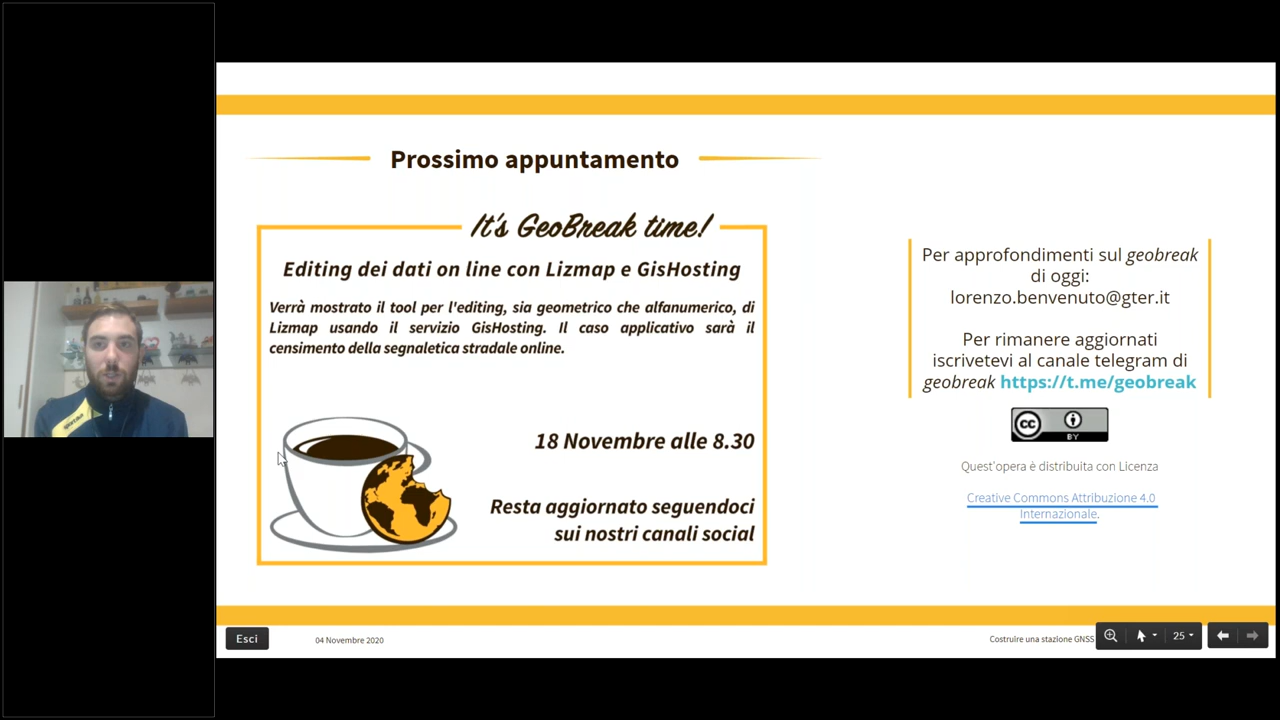 Prossimo appuntamento
It's GeoBreak time!
Editing dei dati on line con Lizmap e GisHosting
Verrà mostrato il tool per l'editing, sia geometrico che alfanumerico, di
Lizmap usando il servizio GisHosting. Il caso applicativo sarà il
censimento della segnaletica stradale online.
18 Novembre alle 8.30
Resta aggiornato seguendoci
sui nostri canali social
Per approfondimenti sul geobreak
di oggi:
lorenzo.benvenuto@gter.it
Per rimanere aggiornati
iscrivetevi al canale telegram di
geobreak https://t.me/geobreak
cc
BY
Quest'opera è distribuita con Licenza
Creative Commons Attribuzione 4.0
Internazionale.
Esci
04 Novembre 2020
Costruire una stazione GNSS
25